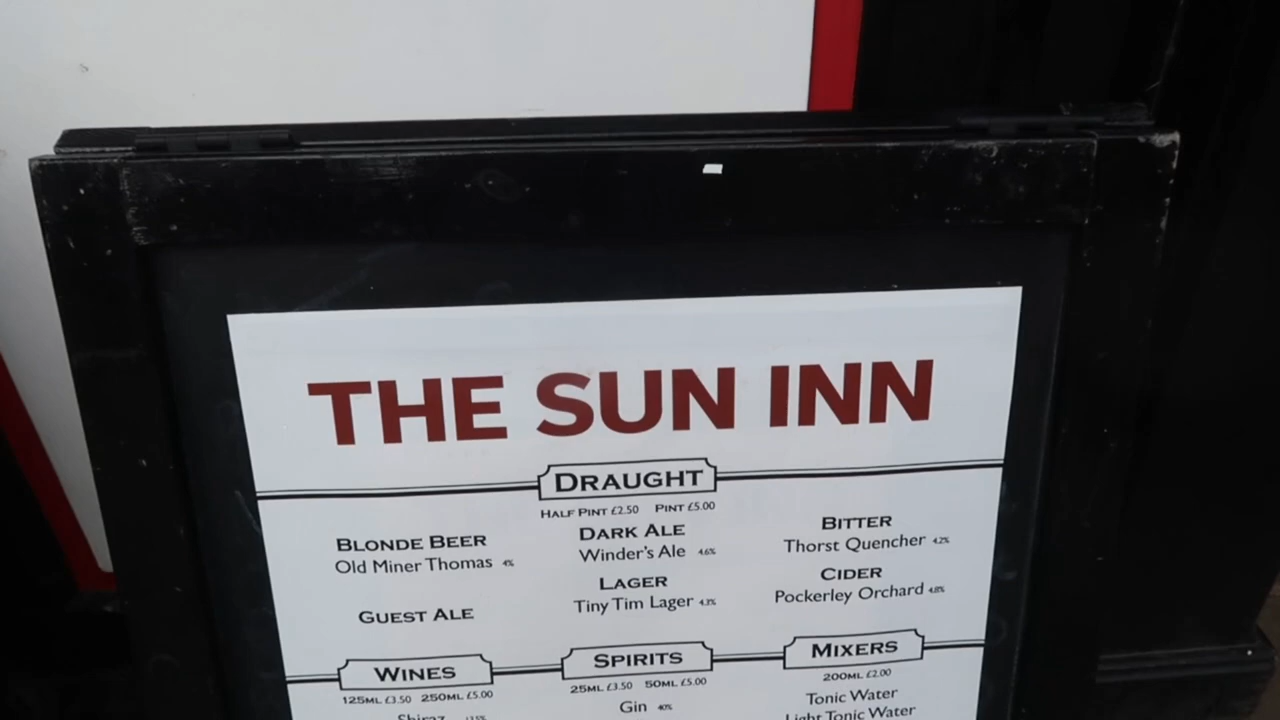 THE SUN INN
DRAUGHT
HALF PINT £2.50 PINT £5.00
BLONDE BEER
Old Miner Thomas 4%
GUEST ALE
DARK ALE
Winder's Ale 4.6%
LAGER
Tiny Tim Lager
BITTER
Thorst Quencher 4.2%
CIDER
Pockerley Orchard 4.8%
WINES
125ML £3.50 250ML £5.00
Shiraz 13.5%
SPIRITS
25ML £3.50 50ML £5.00
Gin 40%
MIXERS
200ML £2.00
Tonic Water
Light Tonic Water